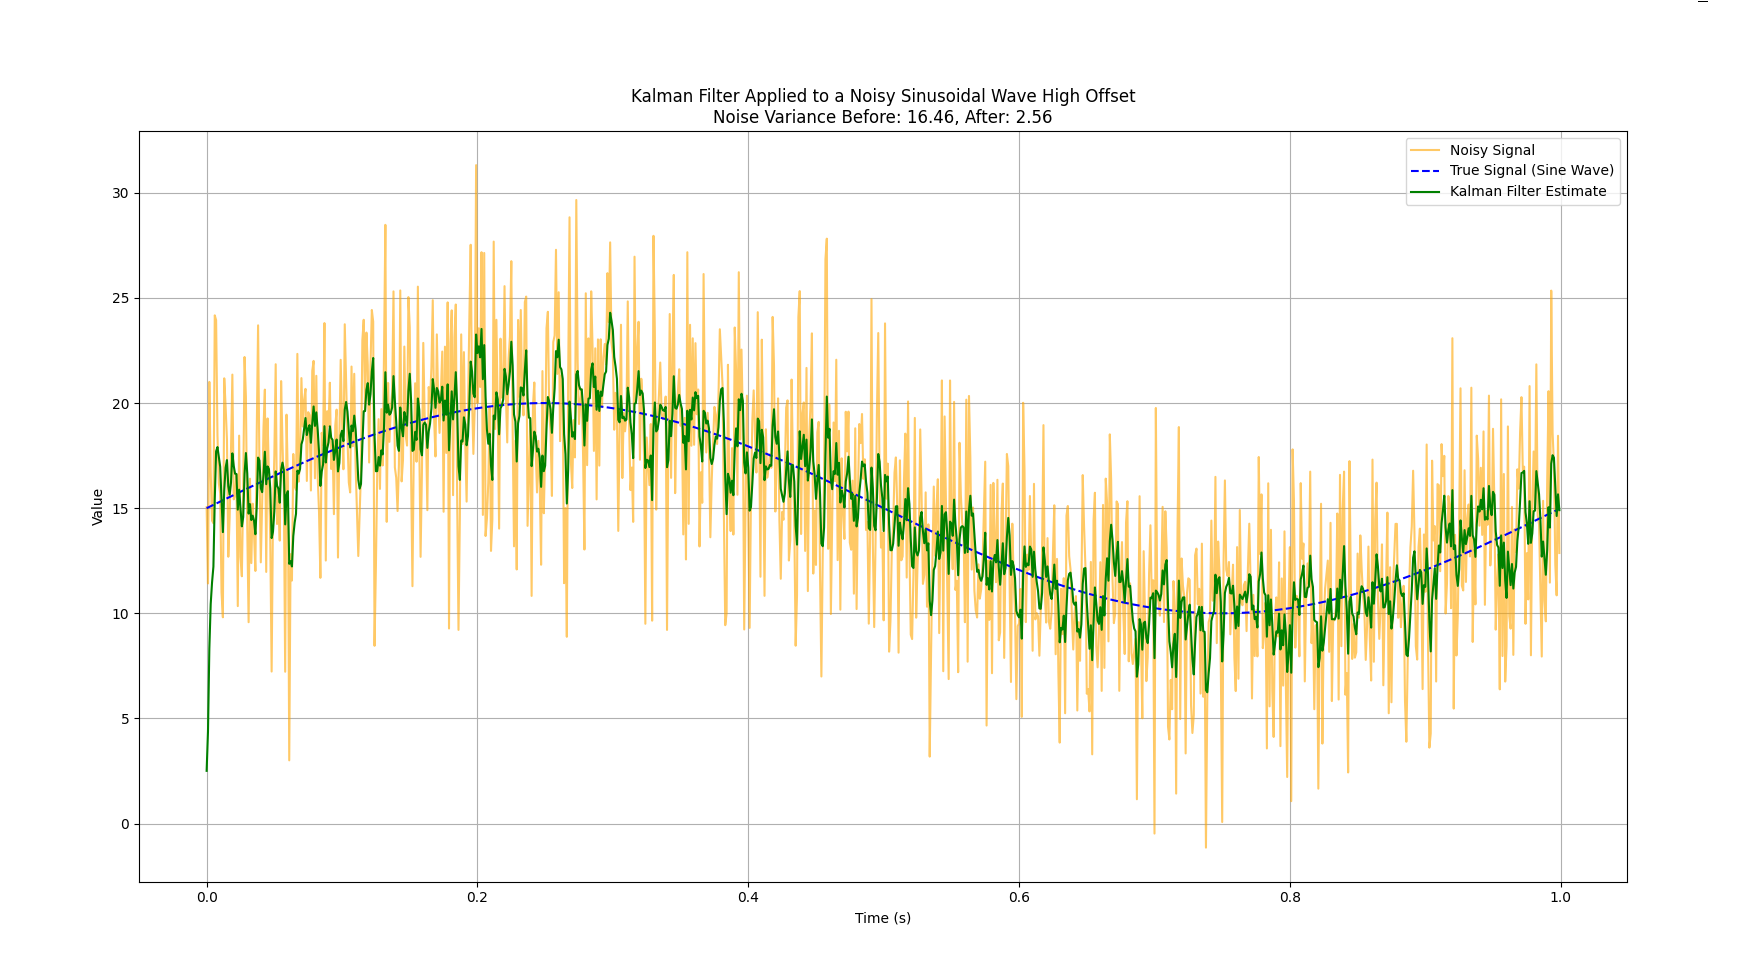 Kalman Filter Applied to a Noisy Sinusoidal Wave High Offset
Noise Variance Before: 16.46, After: 2.56
Noisy Signal
True Signal (Sine Wave)
Kalman Filter Estimate
30
25
20
15
10
5
0
Value
0.0
0.2
0.4
0.6
0.8
1.0
Time (s)